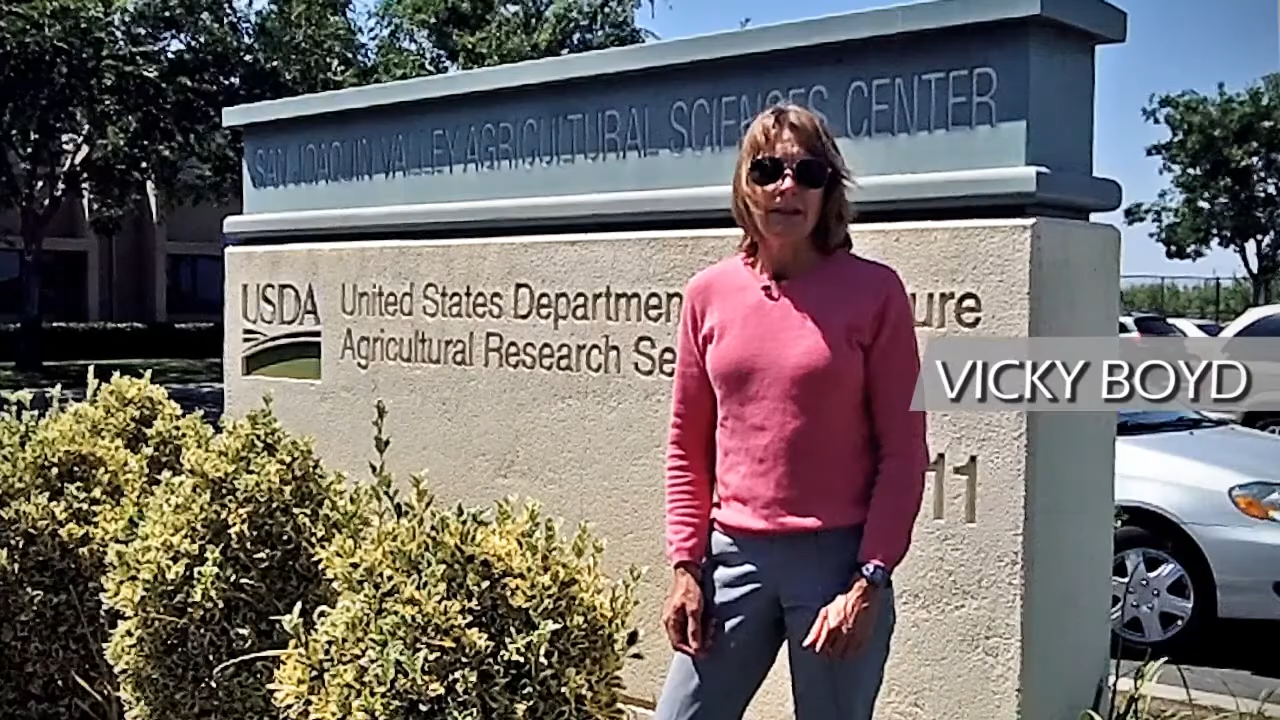 SAN JOAQUIN VALLEY AGRICULTURAL SCIENCES CENTER
USDA
United States Departmen ure
Agricultural Research Se
VICKY BOYD
11